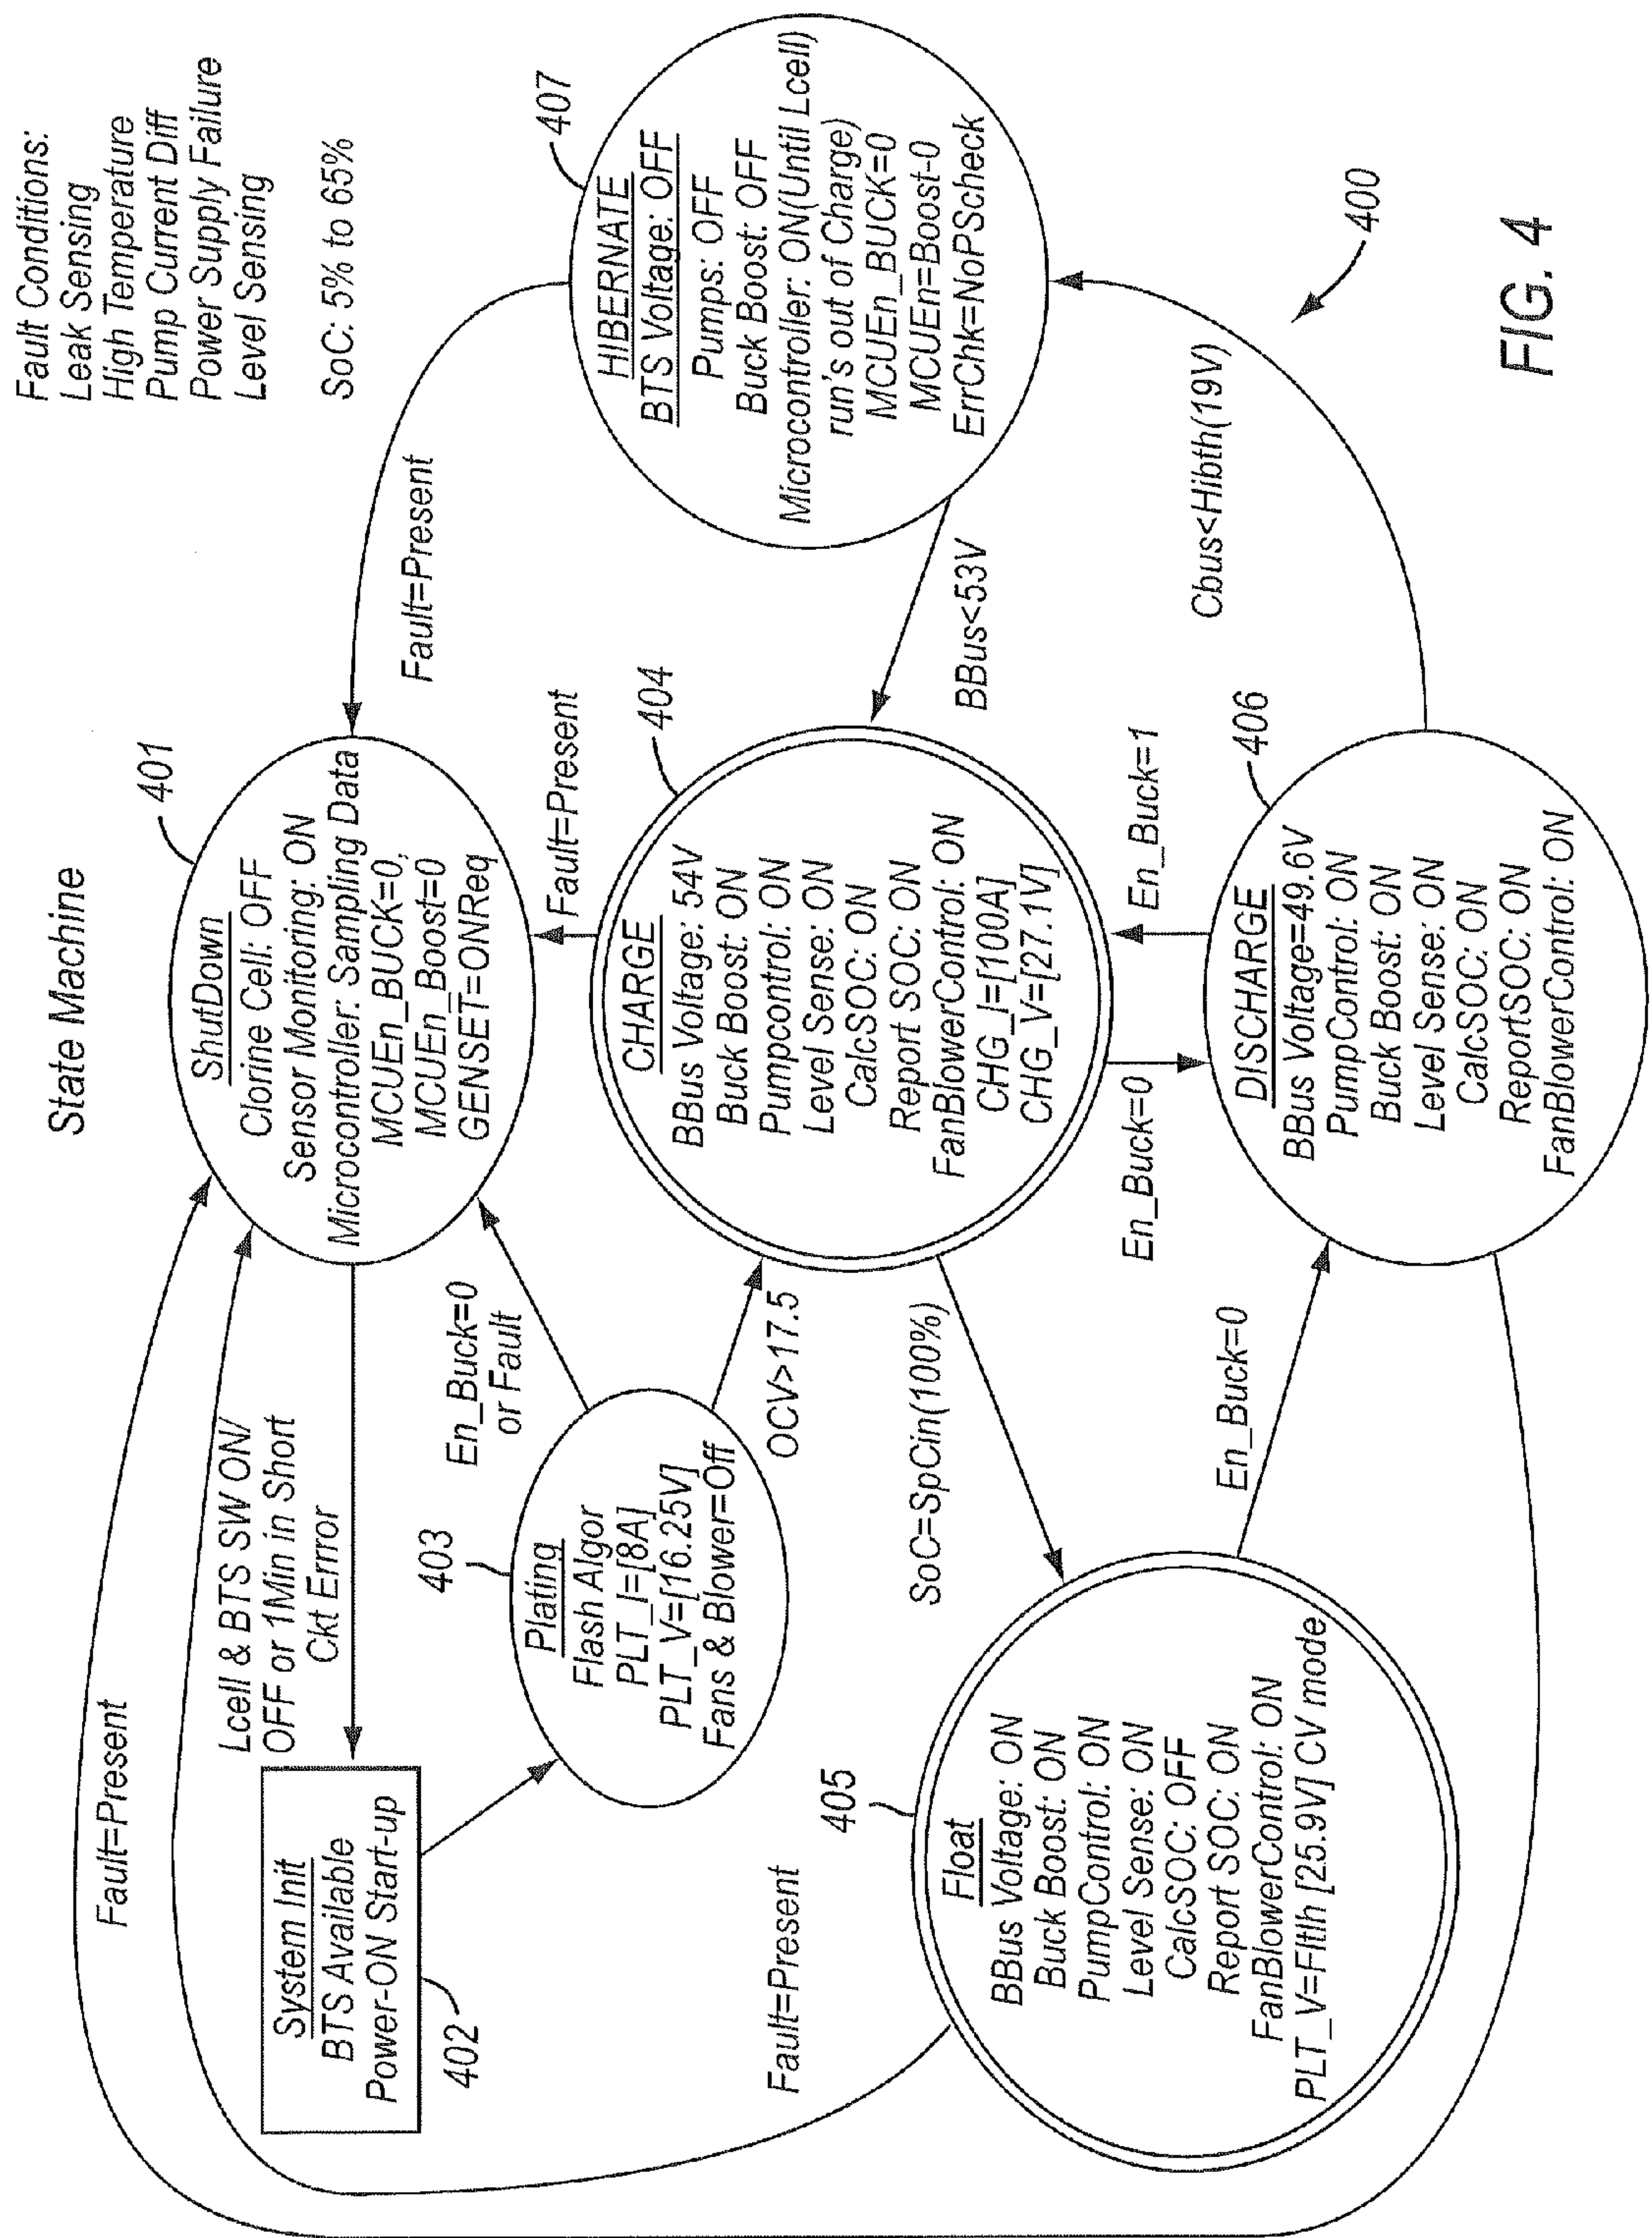 State Machine
Fault Conditions:
Leak Sensing
High Temperature
Pump Current Diff
Power Supply Failure
Level Sensing
SoC: 5% to 65%
Fault=Present
Lcell & BTS SW ON/
OFF or 1Min in Short
Ckt Errror
401
ShutDown
Clorine Cell: OFF
Sensor Monitoring: ON
Microcontroller: Sampling Data
MCUEn_BUCK=0,
MCUEn_Boost=0
GENSET=ONReq
Fault=Present
System Init
BTS Available
Power-ON Start-up
402
403
Plating
Flash Algor
PLT_I=[8A]
PLT_V=[16.25V]
Fans & Blower=Off
En_Buck=0
or Fault
OCV>17.5
Fault=Present
404
CHARGE
BBus Voltage: 54V
Buck Boost: ON
Pumpcontrol: ON
Level Sense: ON
CalcSOC: ON
Report SOC: ON
FanBlowerControl: ON
CHG_I=[100A]
CHG_V=[27.1V]
BBus<53V
407
HIBERNATE
BTS Voltage: OFF
Pumps: OFF
Buck Boost: OFF
Microcontroller: ON(Until Lcell)
run's out of Charge)
MCUEn_BUCK=0
MCUEn=Boost-0
ErrChk=NoPScheck
Fault=Present
SoC=SpCin(100%)
405
Float
BBus Voltage: ON
Buck Boost: ON
PumpControl: ON
Level Sense: ON
CalcSOC: OFF
Report SOC: ON
FanBlowerControl: ON
PLT_V=Fltlh [25.9V] CV mode
En_Buck=0
En_Buck=0
En_Buck=1
406
DISCHARGE
BBus Voltage=49.6V
PumpControl: ON
Buck Boost: ON
Level Sense: ON
CalcSOC: ON
ReportSOC: ON
FanBlowerControl: ON
Cbus<Hibth(19V)
400
FIG. 4